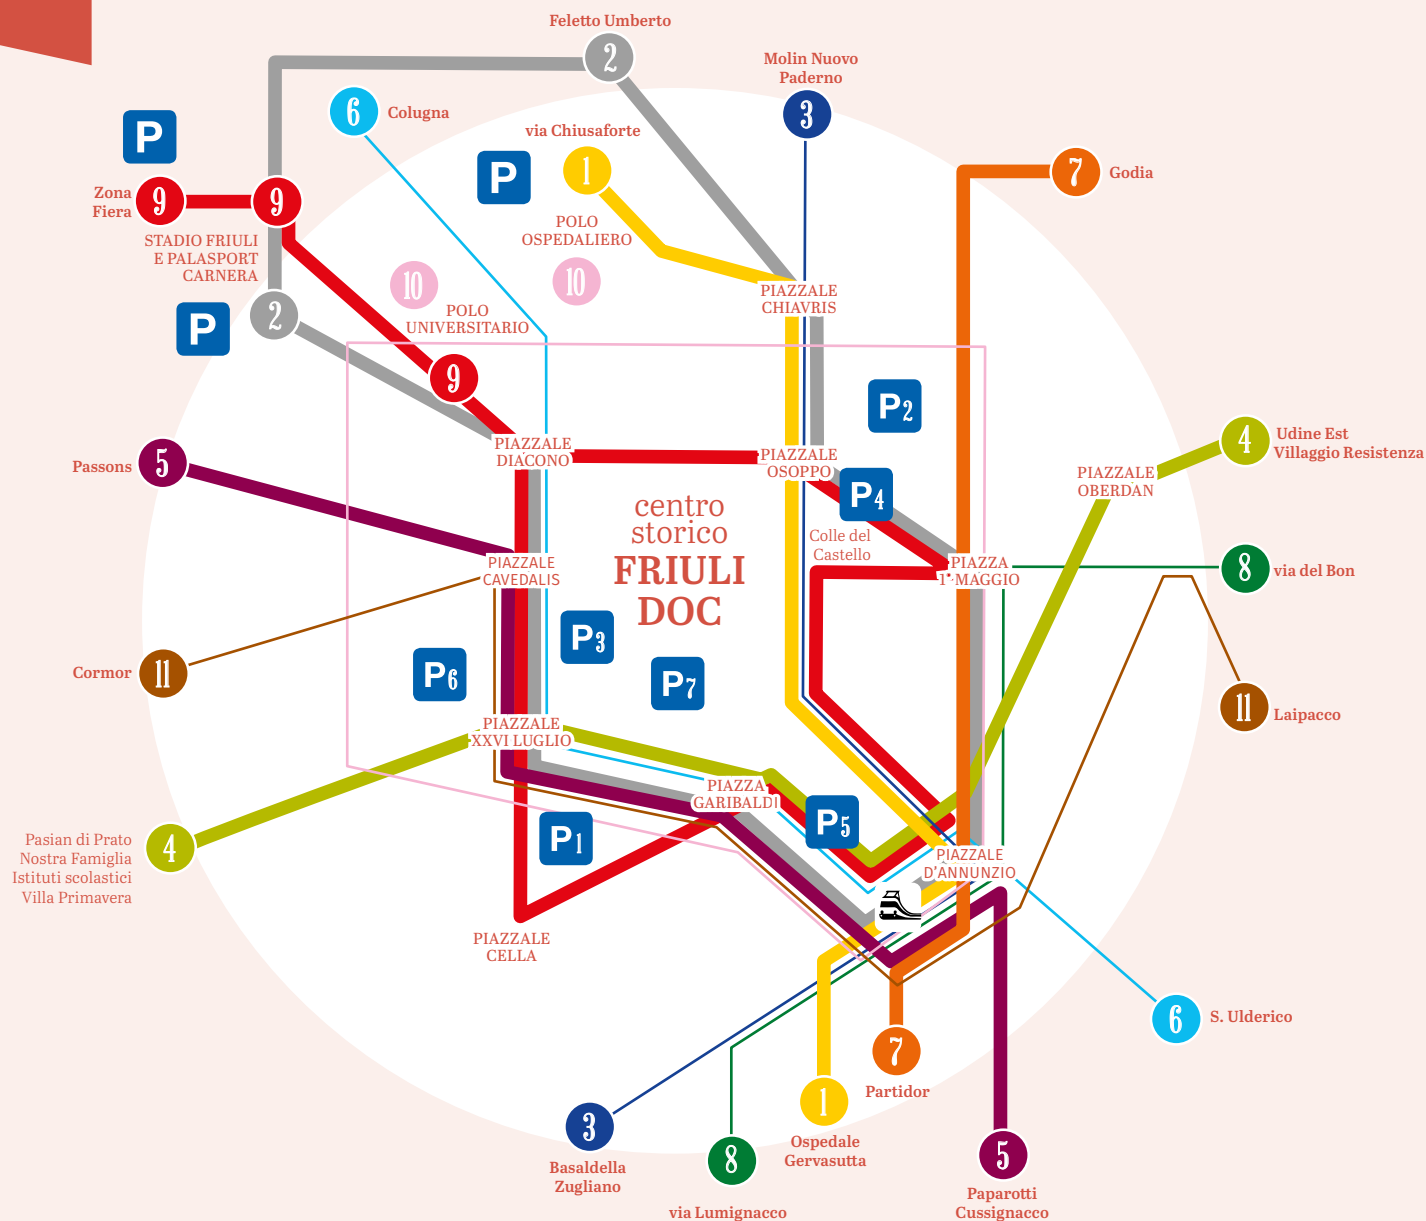 Feletto Umberto
2
Molin Nuovo
Paderno
3
6
Colugna
via Chiusaforte
1
P
P
7
Godia
Zona
Fiera
9
9
STADIO FRIULI
E PALASPORT
CARNERA
POLO
OSPEDALIERO
10
10
POLO
UNIVERSITARIO
PIAZZALE
CHIAVRIS
P
2
9
P2
PIAZZALE
DIACONO
PIAZZALE
OSOPPO
4
Udine Est
Villaggio Resistenza
PIAZZALE
OBERDAN
Passons
5
P4
centro
storico
FRIULI
DOC
Colle del
Castello
PIAZZALE
CAVEDALIS
PIAZZA
1°MAGGIO
8
via del Bon
Cormor
11
P3
P6
P7
11
Laipacco
PIAZZALE
XXVI LUGLIO
PIAZZA
GARIBALDI
P5
P1
Pasian di Prato
Nostra Famiglia
Istituti scolastici
Villa Primavera
4
PIAZZALE
D'ANNUNZIO
PIAZZALE
CELLA
6
S. Ulderico
7
Partidor
1
Ospedale
Gervasutta
3
Basaldella
Zugliano
8
via Lumignacco
5
Paparotti
Cussignacco